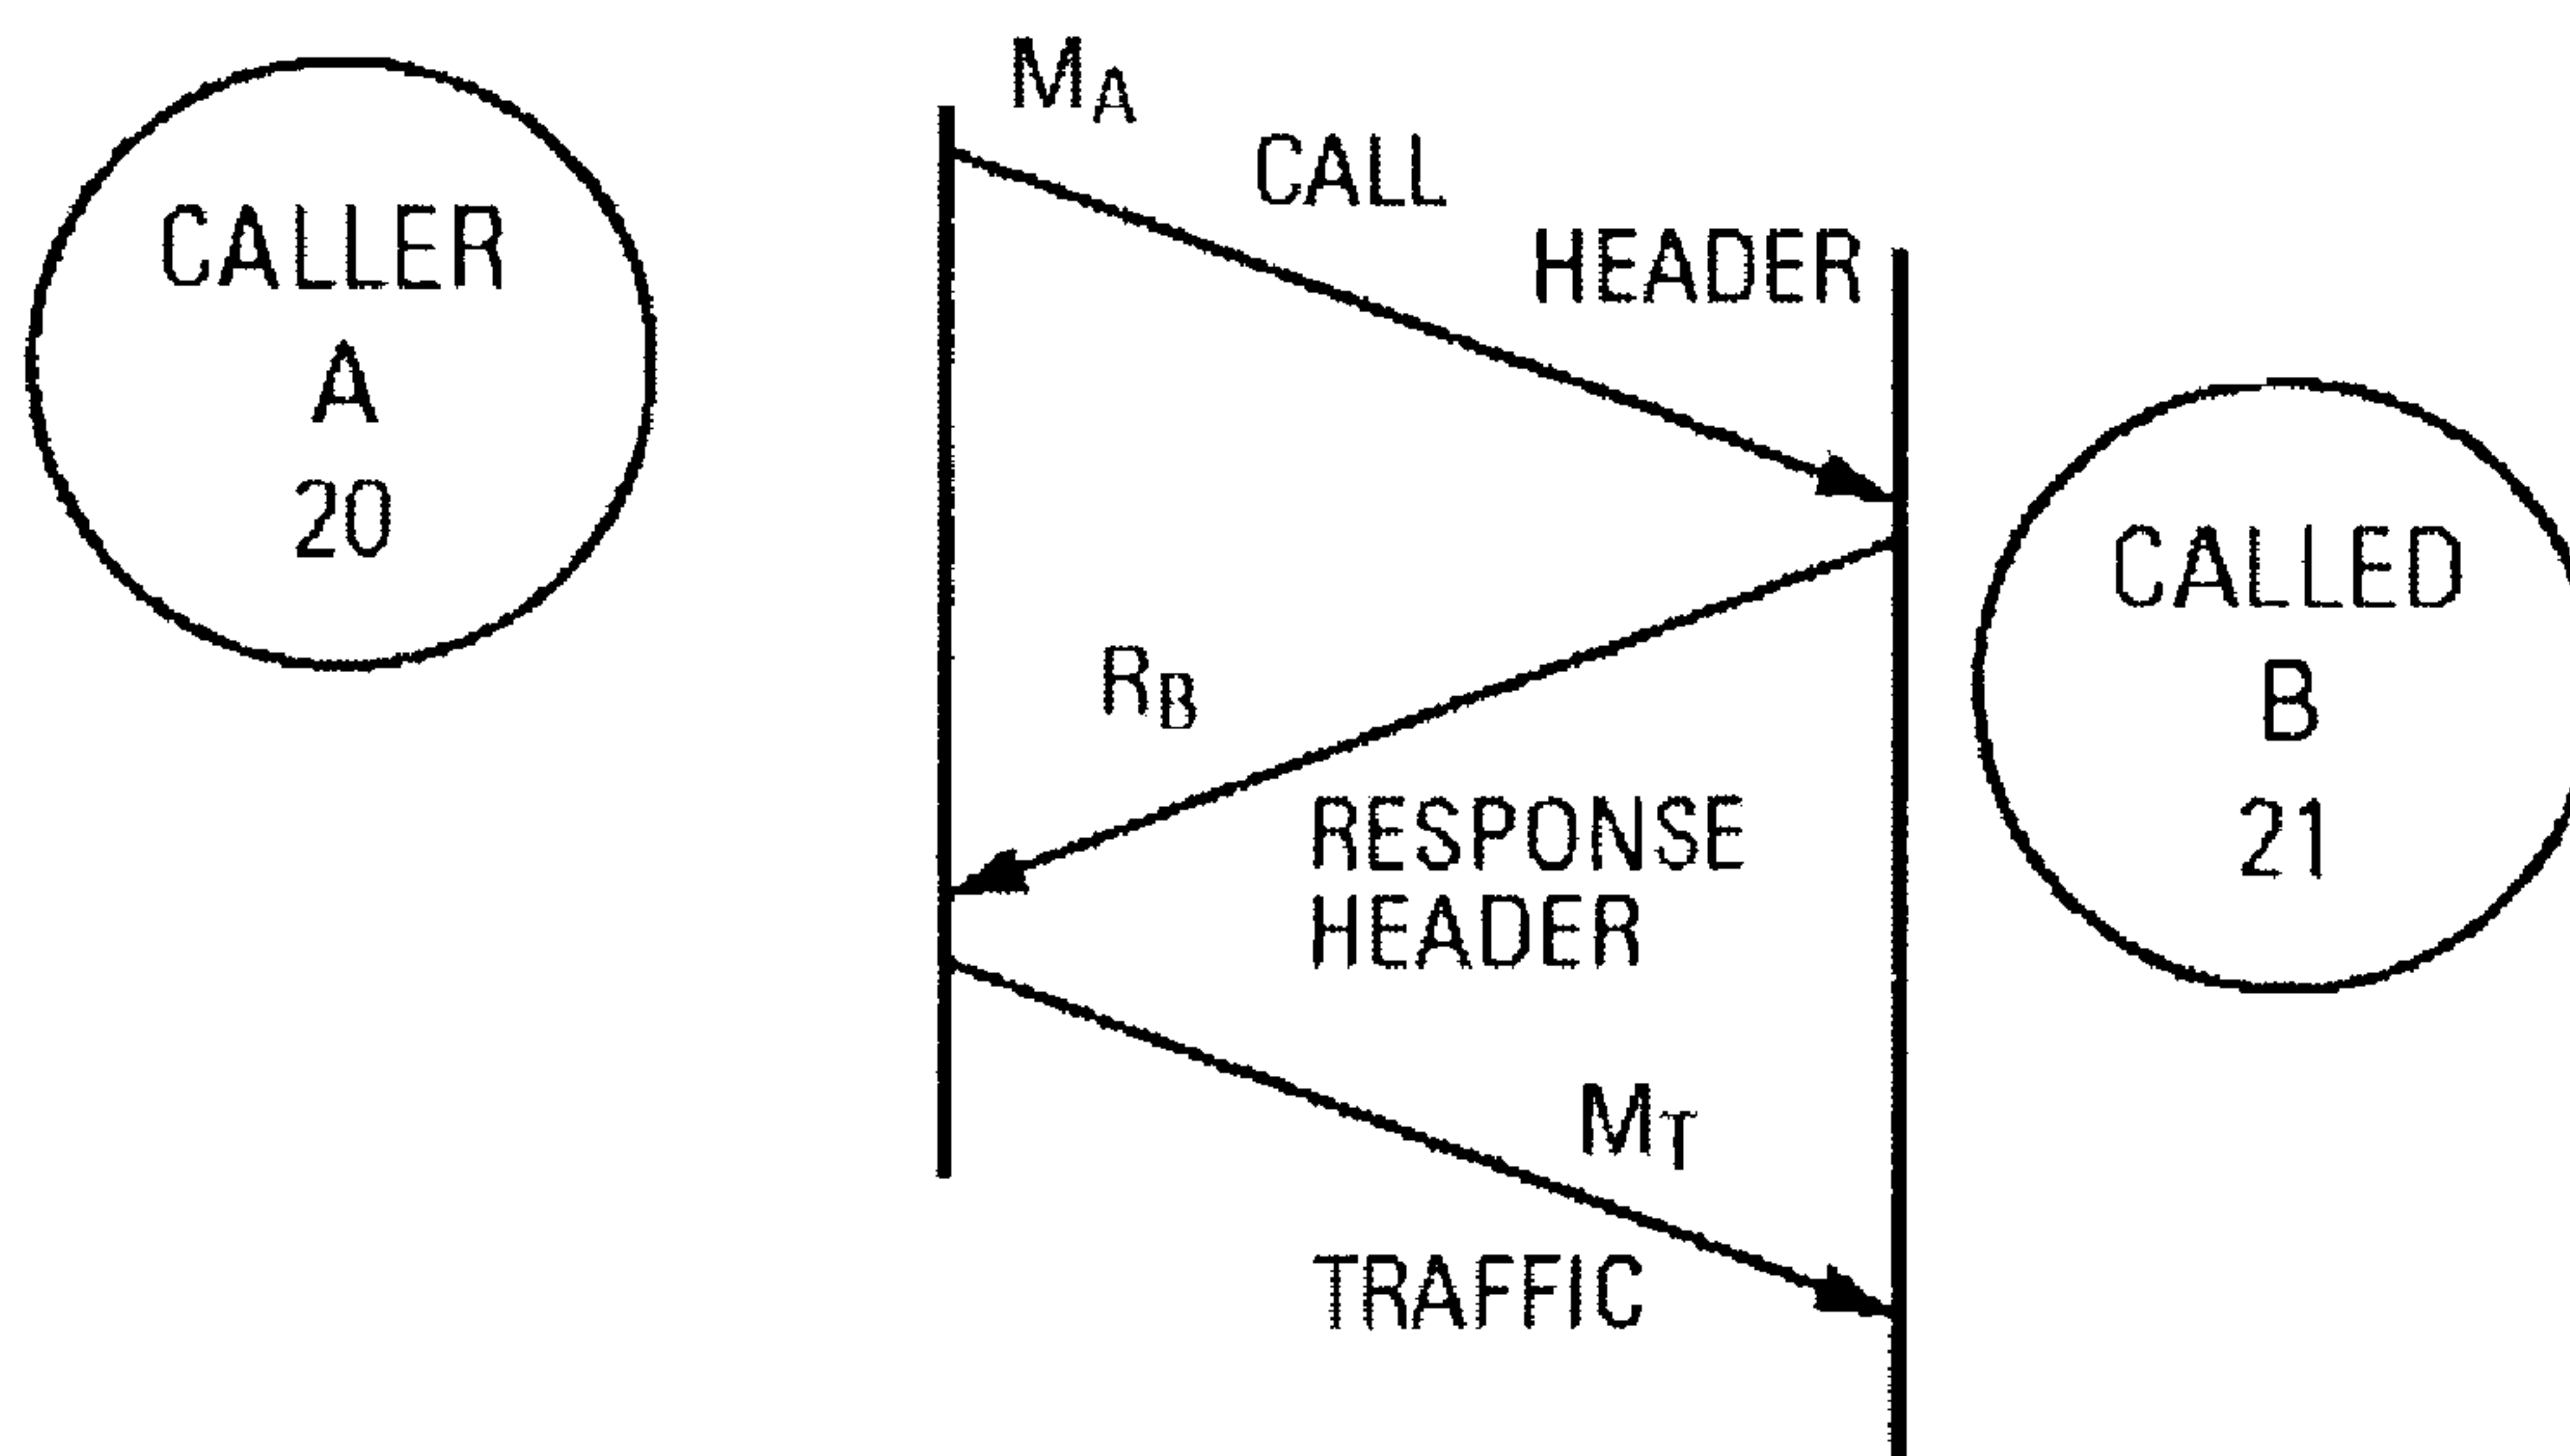 CALLER
A
20
MA
CALL
HEADER
RB
RESPONSE
HEADER
MT
TRAFFIC
CALLED
B
21